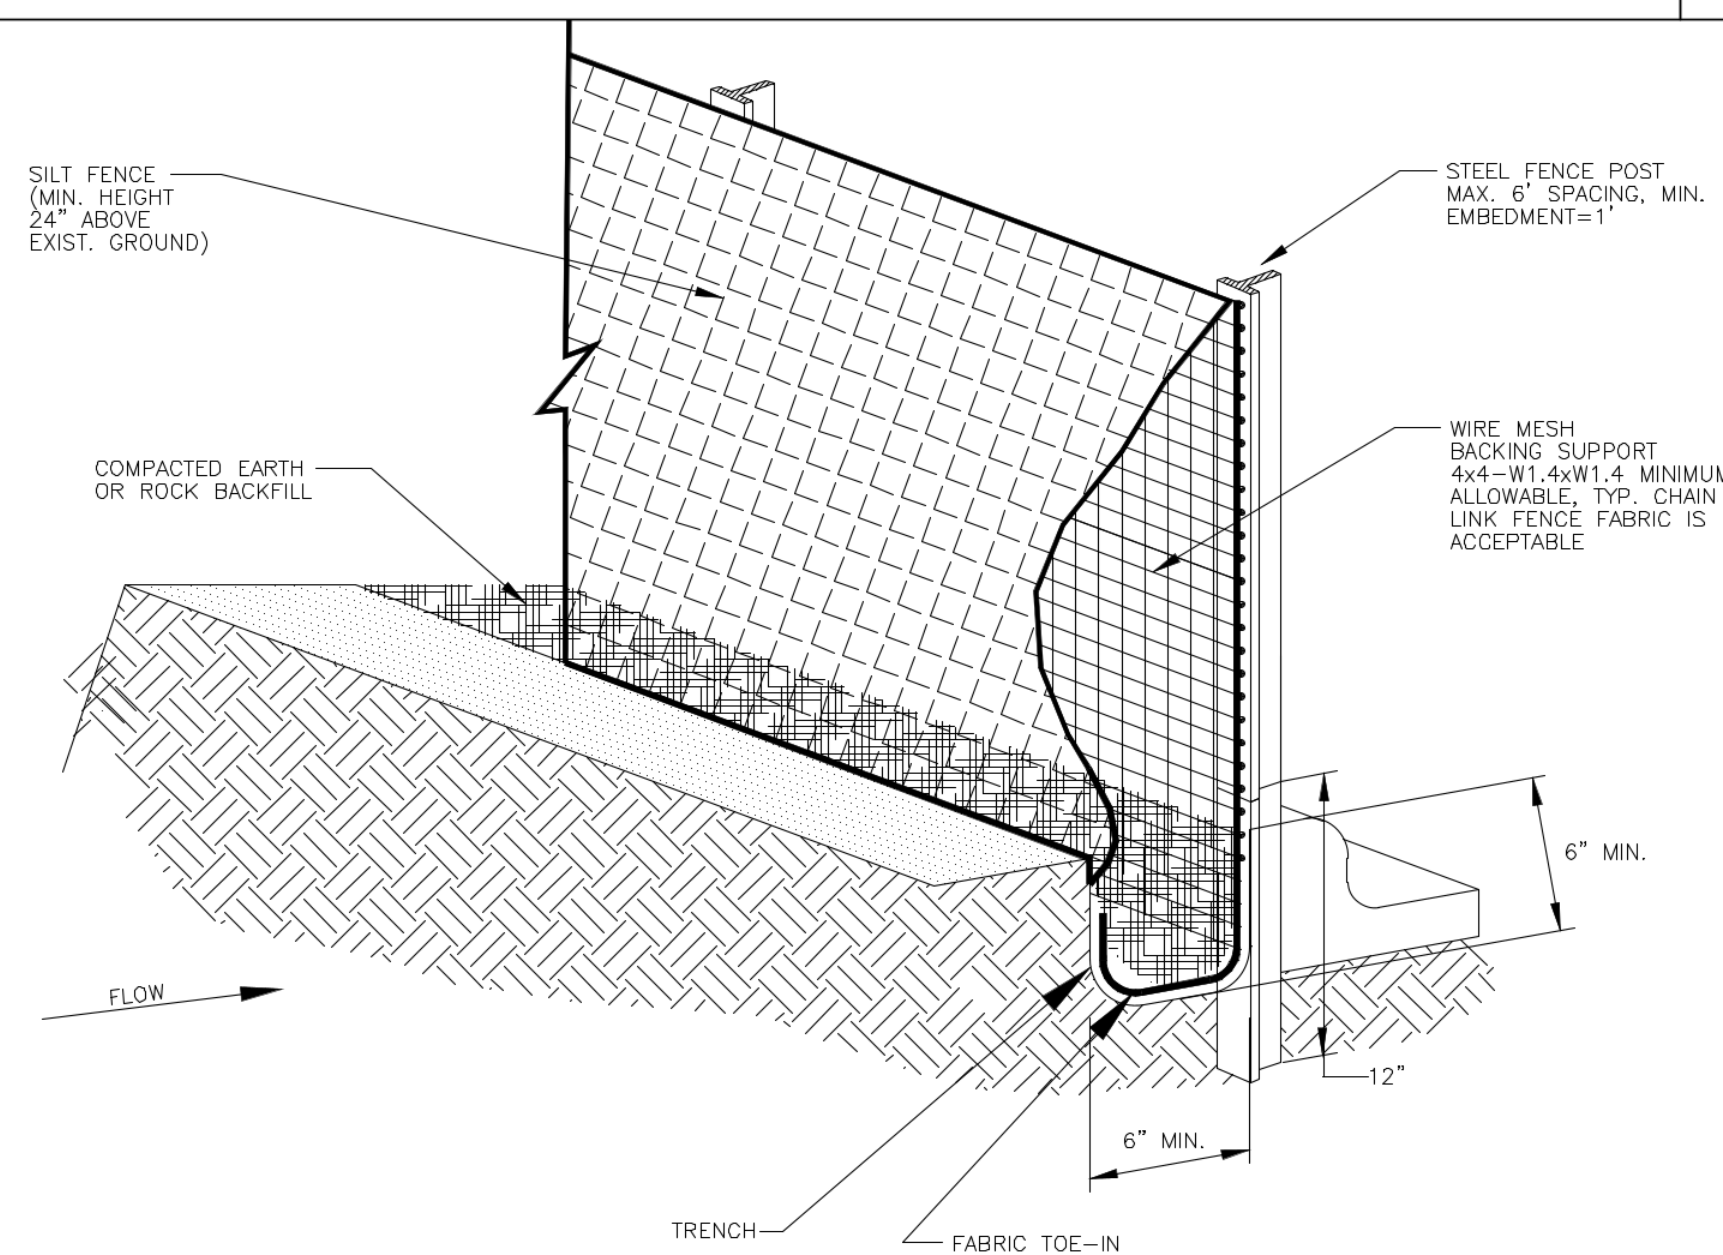 SILT FENCE
(MIN. HEIGHT
24" ABOVE
EXIST. GROUND)
STEEL FENCE POST
MAX. 6' SPACING, MIN.
EMBEDMENT=1'
COMPACTED EARTH
OR ROCK BACKFILL
WIRE MESH
BACKING SUPPORT
4x4-W1.4xW1.4 MINIMUM
ALLOWABLE, TYP. CHAIN
LINK FENCE FABRIC IS
ACCEPTABLE
6" MIN.
FLOW
12"
6" MIN.
TRENCH
FABRIC TOE-IN